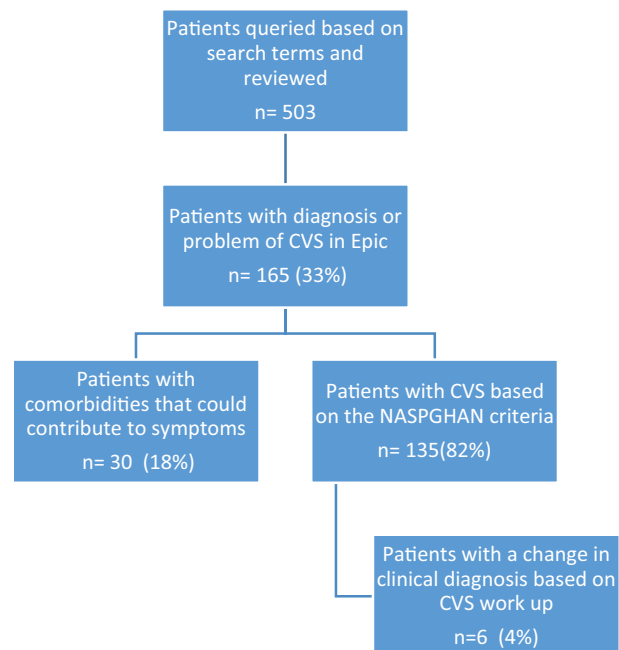 Patients queried based on
search terms and
reviewed
n= 503
Patients with diagnosis or
problem of CVS in Epic
n= 165 (33%)
Patients with
comorbidities that could
contribute to symptoms
n= 30 (18%)
Patients with CVS based
on the NASPGHAN criteria
n= 135(82%)
Patients with a change in
clinical diagnosis based on
CVS work up
n=6 (4%)